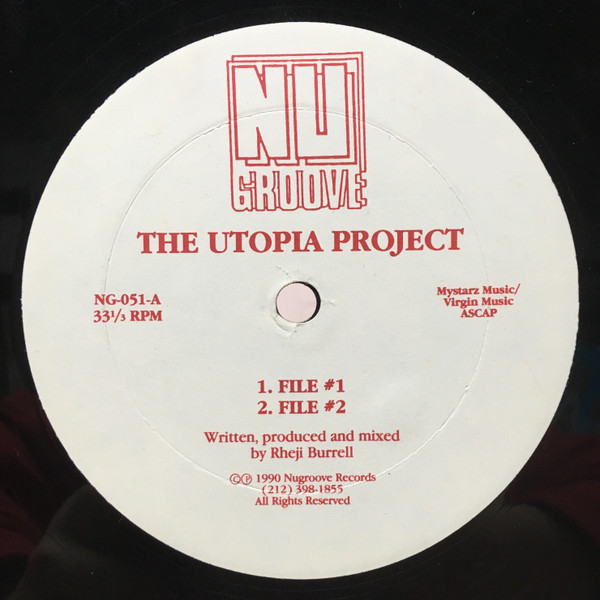 NU
GROOVE
THE UTOPIA PROJECT
NG-051-A
33⅓ RPM
Mystarz Music/
Virgin Music
ASCAP
1. FILE #1
2. FILE #2
Written, produced and mixed
by Rheji Burrell
©℗ 1990 Nugroove Records
(212) 398-1855
All Rights Reserved